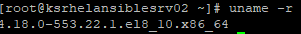 [root@ksrhelansiblesrv02 ~]# uname -r
4.18.0-553.22.1.el8_10.x86_64